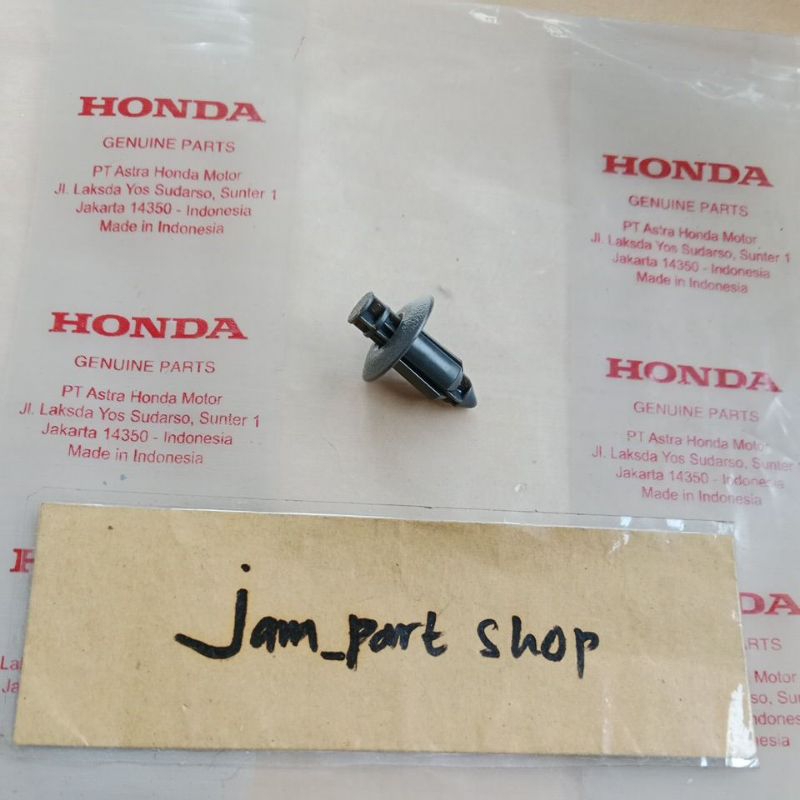 HONDA
GENUINE PARTS
PT Astra Honda Motor
Jl. Laksda Yos Sudarso, Sunter 1
Jakarta 14350 - Indonesia
Made in Indonesia
HONDA
GENUINE PARTS
PT Astra Honda Motor
Jl. Laksda Yos Sudarso, Sunter 1
Jakarta 14350 - Indonesia
Made in Indonesia
HONDA
GENUINE PARTS
PT Astra Honda Motor
Jl. Laksda Yos Sudarso, Sunter 1
Jakarta 14350 - Indonesia
Made in Indonesia
HONDA
GENUINE PARTS
PT Astra Honda Motor
Jl. Laksda Yos Sudarso, Sunter
Jakarta 14350 - Indonesia
Made in Indonesia
jam_part shop
DA
RTS
Motor